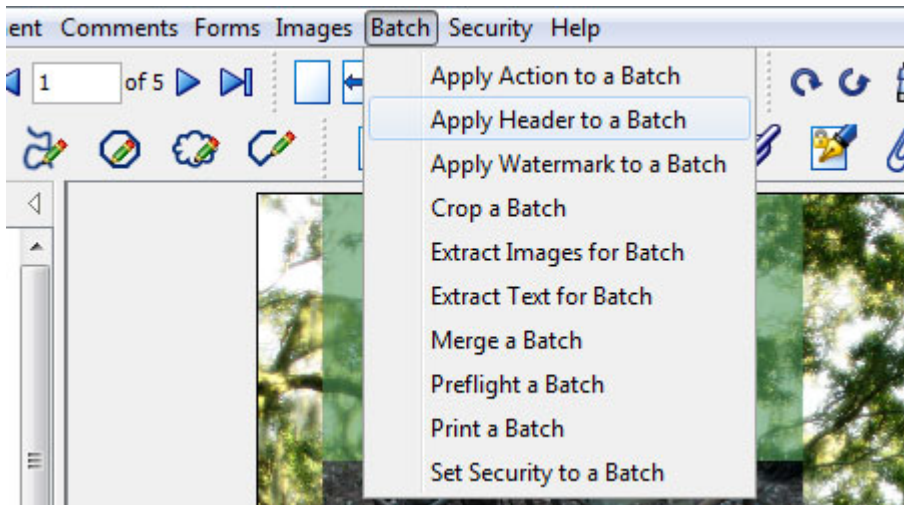 ent Comments Forms Images Batch Security Help
1 of 5
Apply Action to a Batch
Apply Header to a Batch
Apply Watermark to a Batch
Crop a Batch
Extract Images for Batch
Extract Text for Batch
Merge a Batch
Preflight a Batch
Print a Batch
Set Security to a Batch